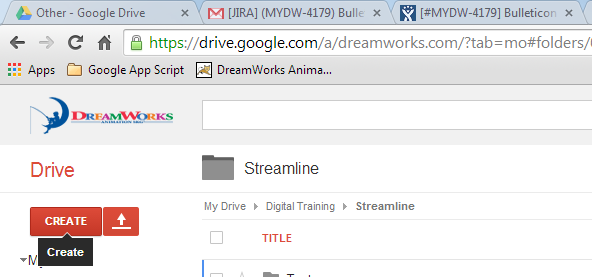 Other - Google Drive
[JIRA] (MYDW-4179) Bulle
[#MYDW-4179] Bulleticon
https://drive.google.com/a/dreamworks.com/?tab=mo#folders/
Apps
Google App Script
DreamWorks Anima...
DREAMWORKS
ANIMATION SKG
Drive
Streamline
My Drive
Digital Training
Streamline
CREATE
TITLE
Create